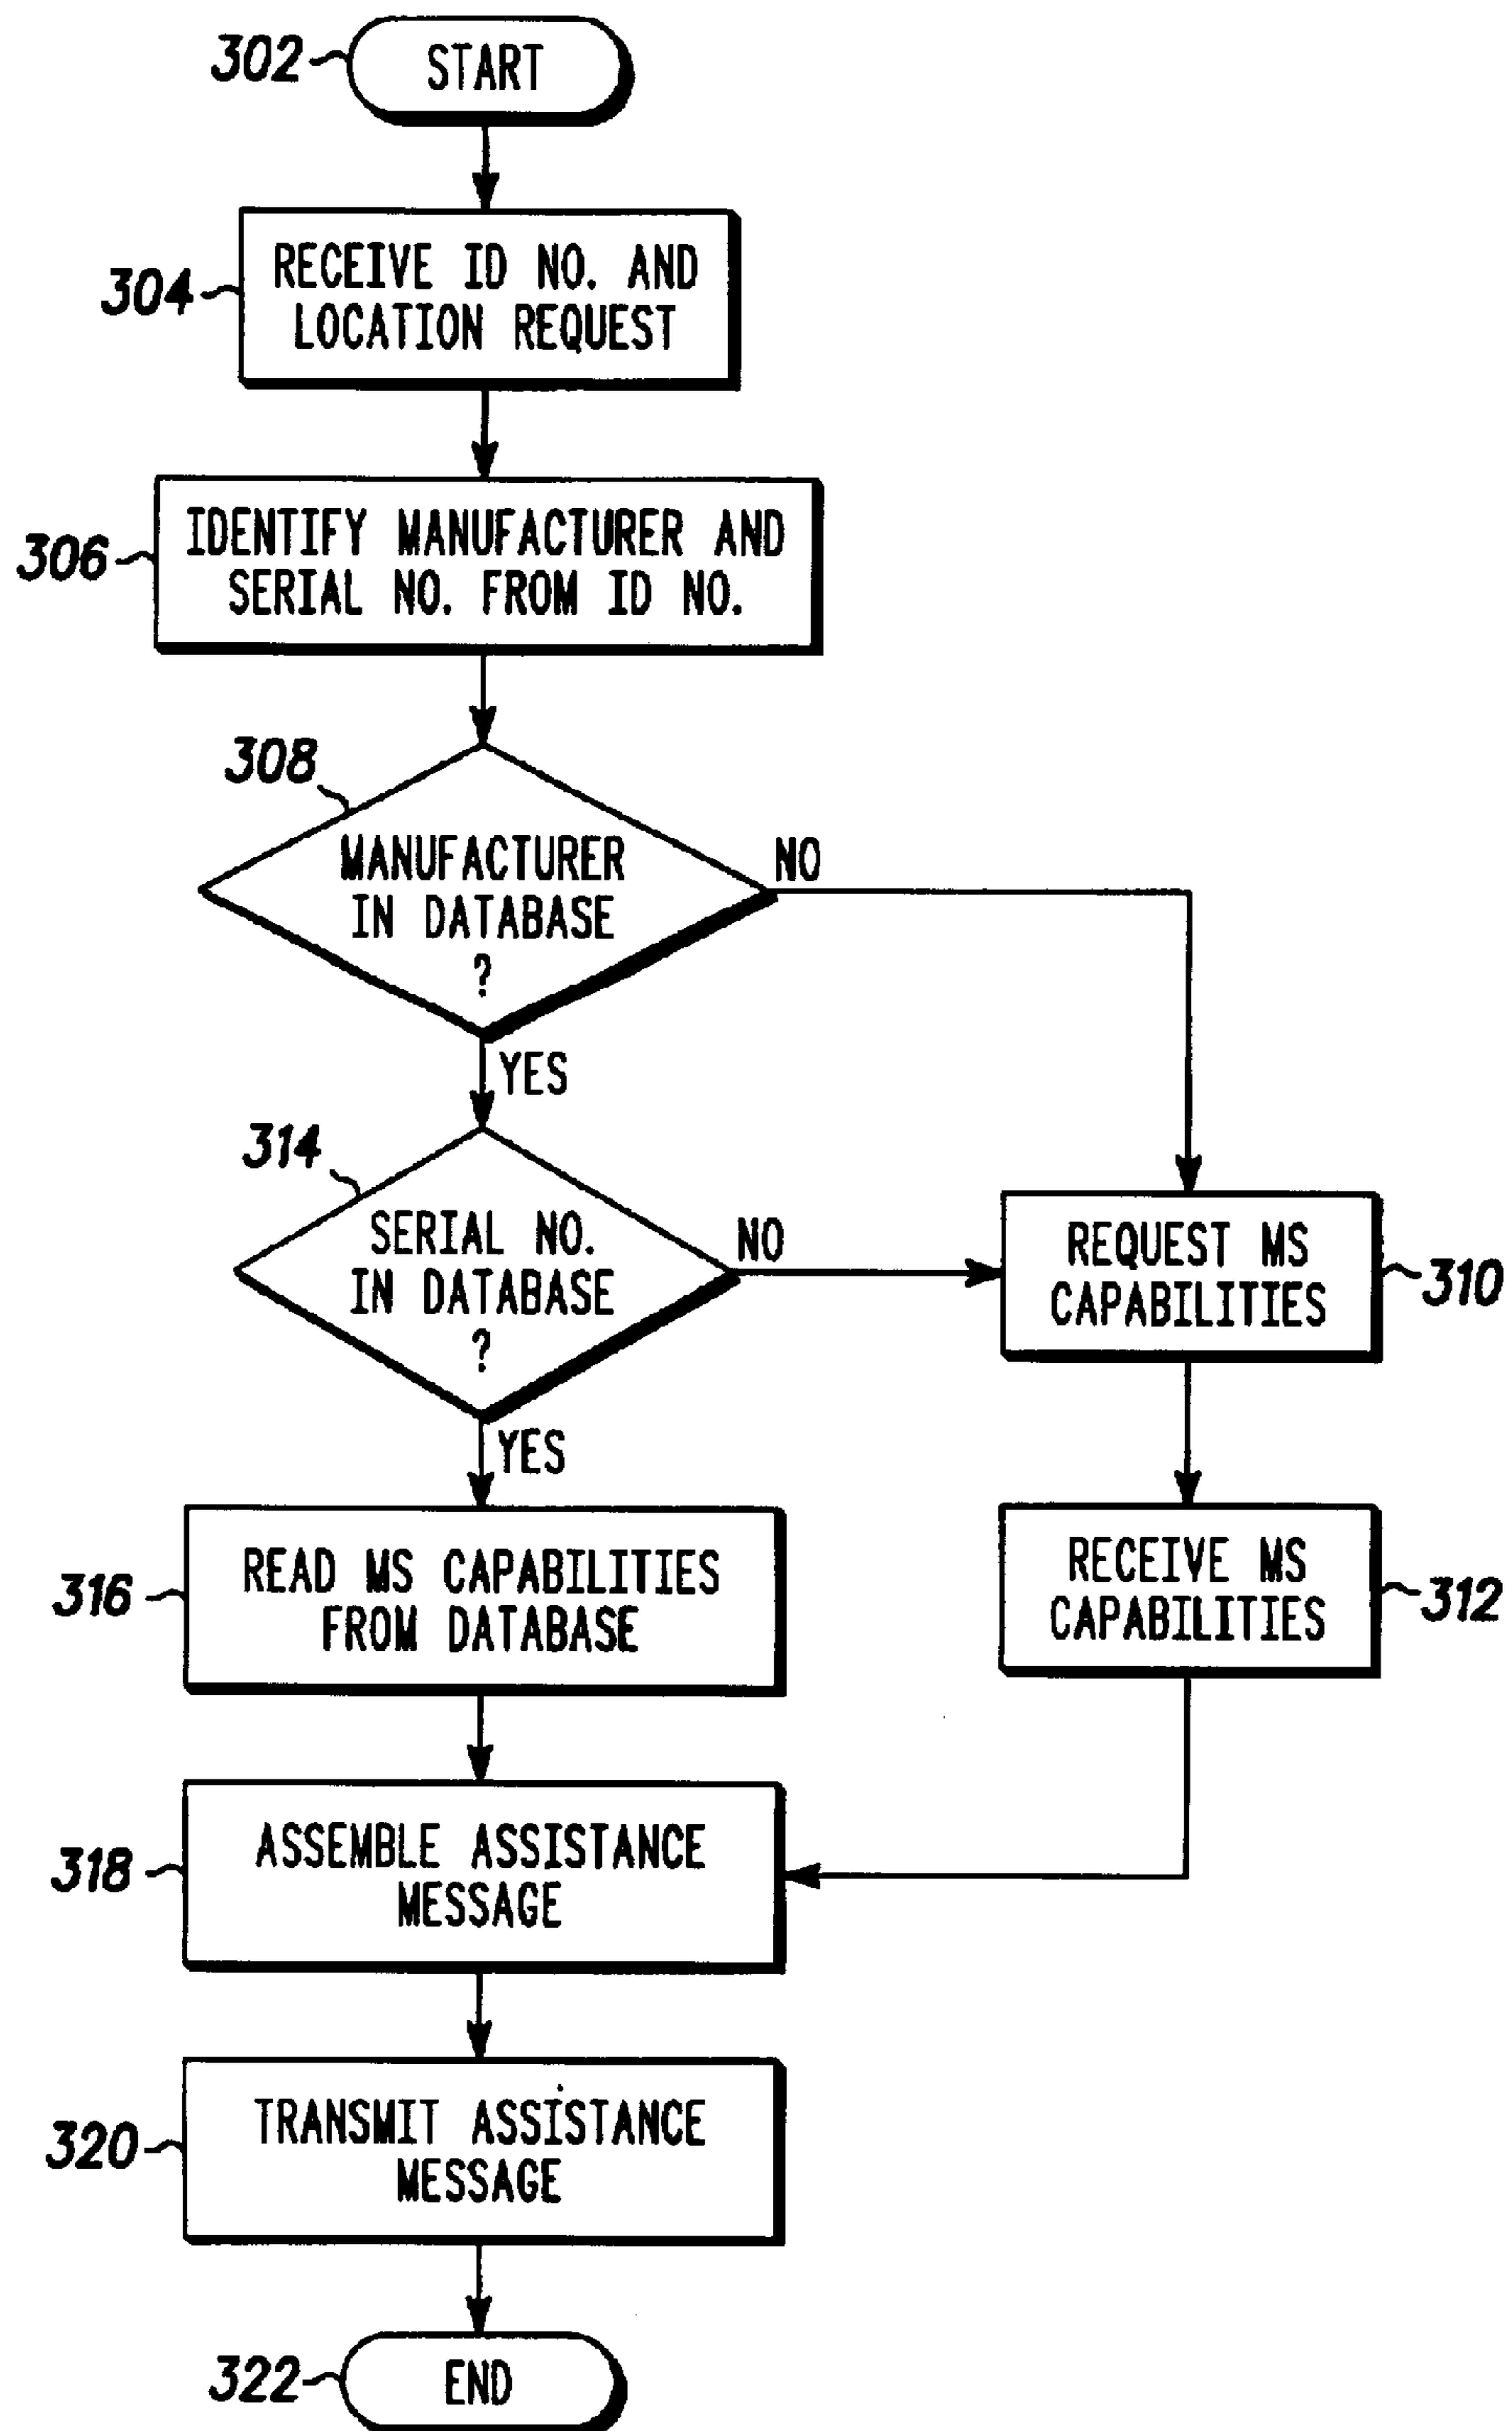 302
START
304
RECEIVE ID NO. AND
LOCATION REQUEST
306
IDENTIFY MANUFACTURER AND
SERIAL NO. FROM ID NO.
308
MANUFACTURER
IN DATABASE
?
NO
YES
314
SERIAL NO.
IN DATABASE
?
NO
YES
REQUEST MS
CAPABILITIES
310
RECEIVE MS
CAPABILITIES
312
316
READ MS CAPABILITIES
FROM DATABASE
318
ASSEMBLE ASSISTANCE
MESSAGE
320
TRANSMIT ASSISTANCE
MESSAGE
322
END